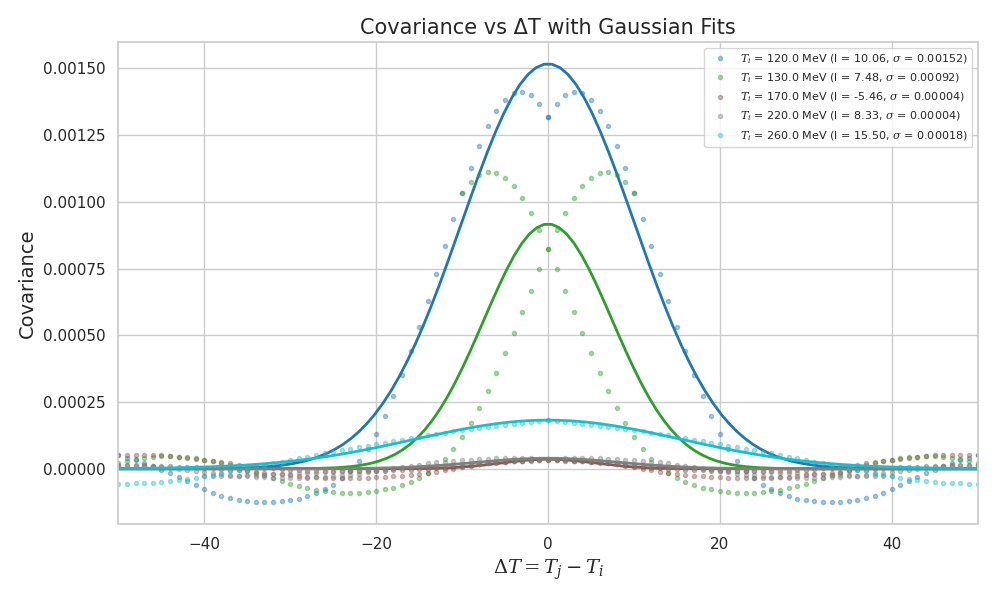 Covariance vs ΔT with Gaussian Fits
0.00150
0.00125
0.00100
0.00075
0.00050
0.00025
0.00000
Covariance
T_i = 120.0 MeV (l = 10.06, σ = 0.00152)
T_i = 130.0 MeV (l = 7.48, σ = 0.00092)
T_i = 170.0 MeV (l = -5.46, σ = 0.00004)
T_i = 220.0 MeV (l = 8.33, σ = 0.00004)
T_i = 260.0 MeV (l = 15.50, σ = 0.00018)
−40 −20 0 20 40
ΔT = T_j − T_i